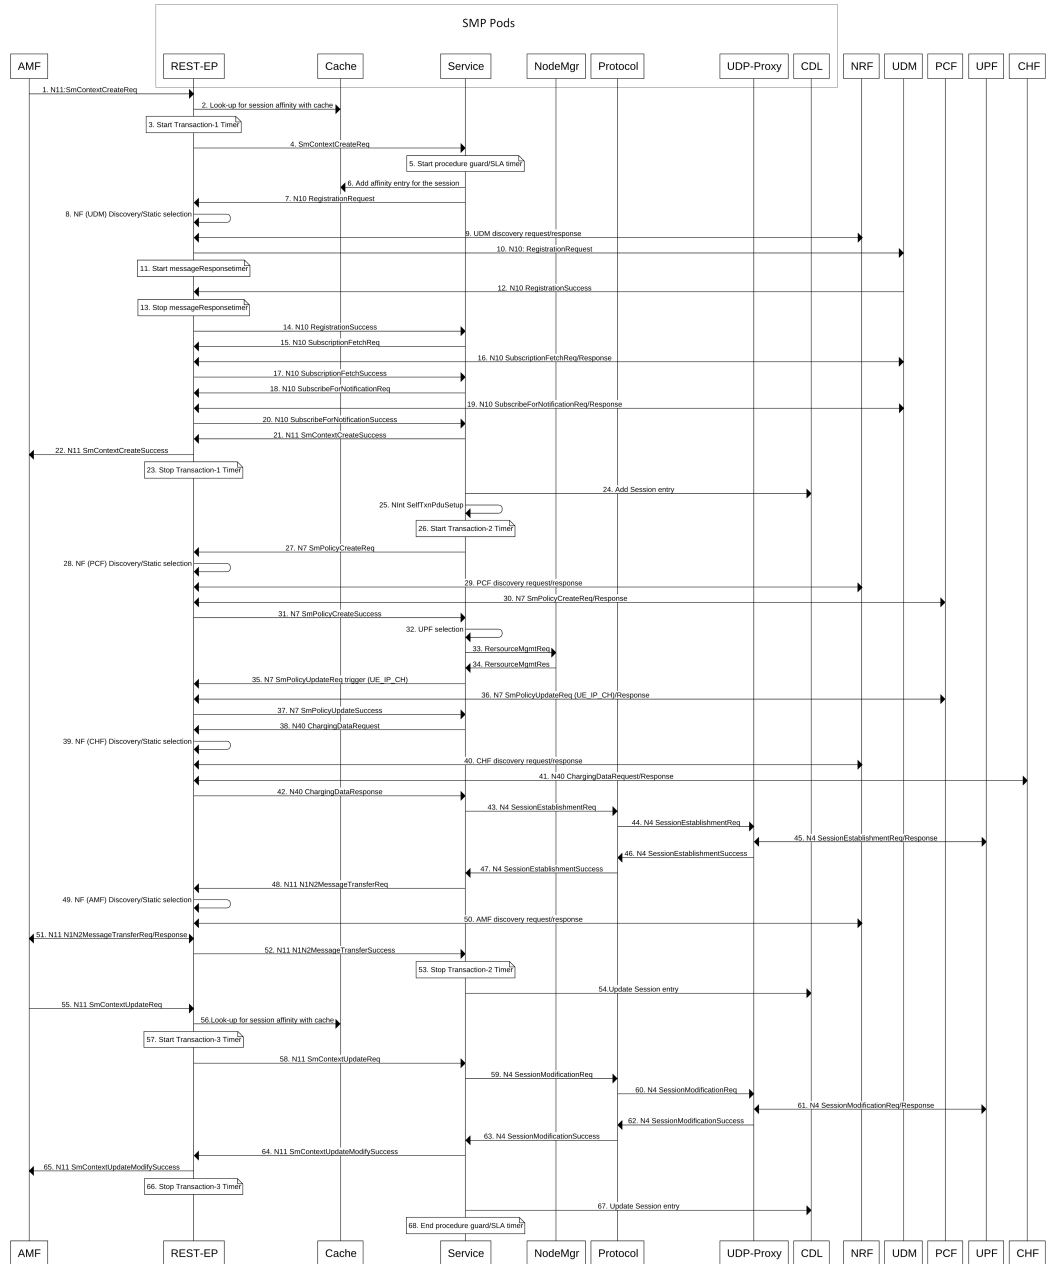 SMP Pods
AMF
REST-EP
Cache
Service
NodeMgr
Protocol
UDP-Proxy
CDL
NRF
UDM
PCF
UPF
CHF
1. N11:SmContextCreateReq
2. Look-up for session affinity with cache
3. Start Transaction-1 Timer
4. SmContextCreateReq
5. Start procedure guard/SLA timer
6. Add affinity entry for the session
7. N10 RegistrationRequest
8. NF (UDM) Discovery/Static selection
9. UDM discovery request/response
10. N10: RegistrationRequest
11. Start messageResponsetimer
12. N10 RegistrationSuccess
13. Stop messageResponsetimer
14. N10 RegistrationSuccess
15. N10 SubscriptionFetchReq
16. N10 SubscriptionFetchReq/Response
17. N10 SubscriptionFetchSuccess
18. N10 SubscribeForNotificationReq
19. N10 SubscribeForNotificationReq/Response
20. N10 SubscribeForNotificationSuccess
21. N11 SmContextCreateSuccess
22. N11 SmContextCreateSuccess
23. Stop Transaction-1 Timer
24. Add Session entry
25. NInt SelfTxnPduSetup
26. Start Transaction-2 Timer
27. N7 SmPolicyCreateReq
28. NF (PCF) Discovery/Static selection
29. PCF discovery request/response
30. N7 SmPolicyCreateReq/Response
31. N7 SmPolicyCreateSuccess
32. UPF selection
33. RersourceMgmtReq
34. RersourceMgmtRes
35. N7 SmPolicyUpdateReq trigger (UE_IP_CH)
36. N7 SmPolicyUpdateReq (UE_IP_CH)/Response
37. N7 SmPolicyUpdateSuccess
38. N40 ChargingDataRequest
39. NF (CHF) Discovery/Static selection
40. CHF discovery request/response
41. N40 ChargingDataRequest/Response
42. N40 ChargingDataResponse
43. N4 SessionEstablishmentReq
44. N4 SessionEstablishmentReq
45. N4 SessionEstablishmentReq/Response
46. N4 SessionEstablishmentSuccess
47. N4 SessionEstablishmentSuccess
48. N11 N1N2MessageTransferReq
49. NF (AMF) Discovery/Static selection
50. AMF discovery request/response
51. N11 N1N2MessageTransferReq/Response
52. N11 N1N2MessageTransferSuccess
53. Stop Transaction-2 Timer
54.Update Session entry
55. N11 SmContextUpdateReq
56.Look-up for session affinity with cache
57. Start Transaction-3 Timer
58. N11 SmContextUpdateReq
59. N4 SessionModificationReq
60. N4 SessionModificationReq
61. N4 SessionModificationReq/Response
62. N4 SessionModificationSuccess
63. N4 SessionModificationSuccess
64. N11 SmContextUpdateModifySuccess
65. N11 SmContextUpdateModifySuccess
66. Stop Transaction-3 Timer
67. Update Session entry
68. End procedure guard/SLA timer
AMF
REST-EP
Cache
Service
NodeMgr
Protocol
UDP-Proxy
CDL
NRF
UDM
PCF
UPF
CHF